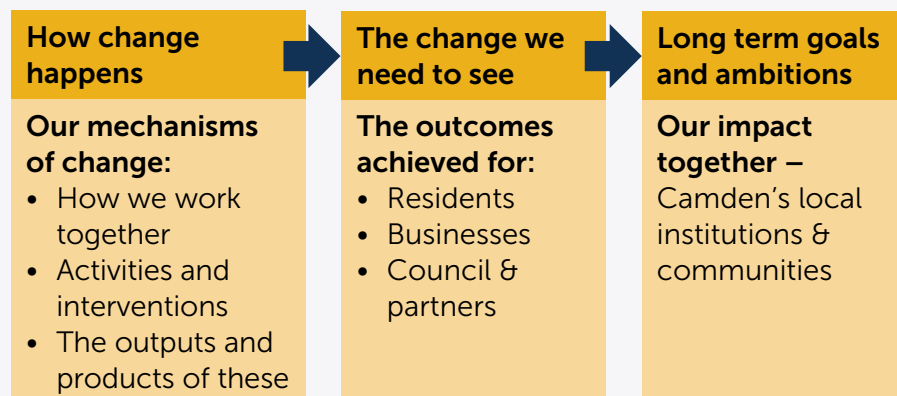 How change
happens
Our mechanisms
of change:
• How we work
together
• Activities and
interventions
• The outputs and
products of these
The change we
need to see
The outcomes
achieved for:
• Residents
• Businesses
• Council &
partners
Long term goals
and ambitions
Our impact
together –
Camden's local
institutions &
communities